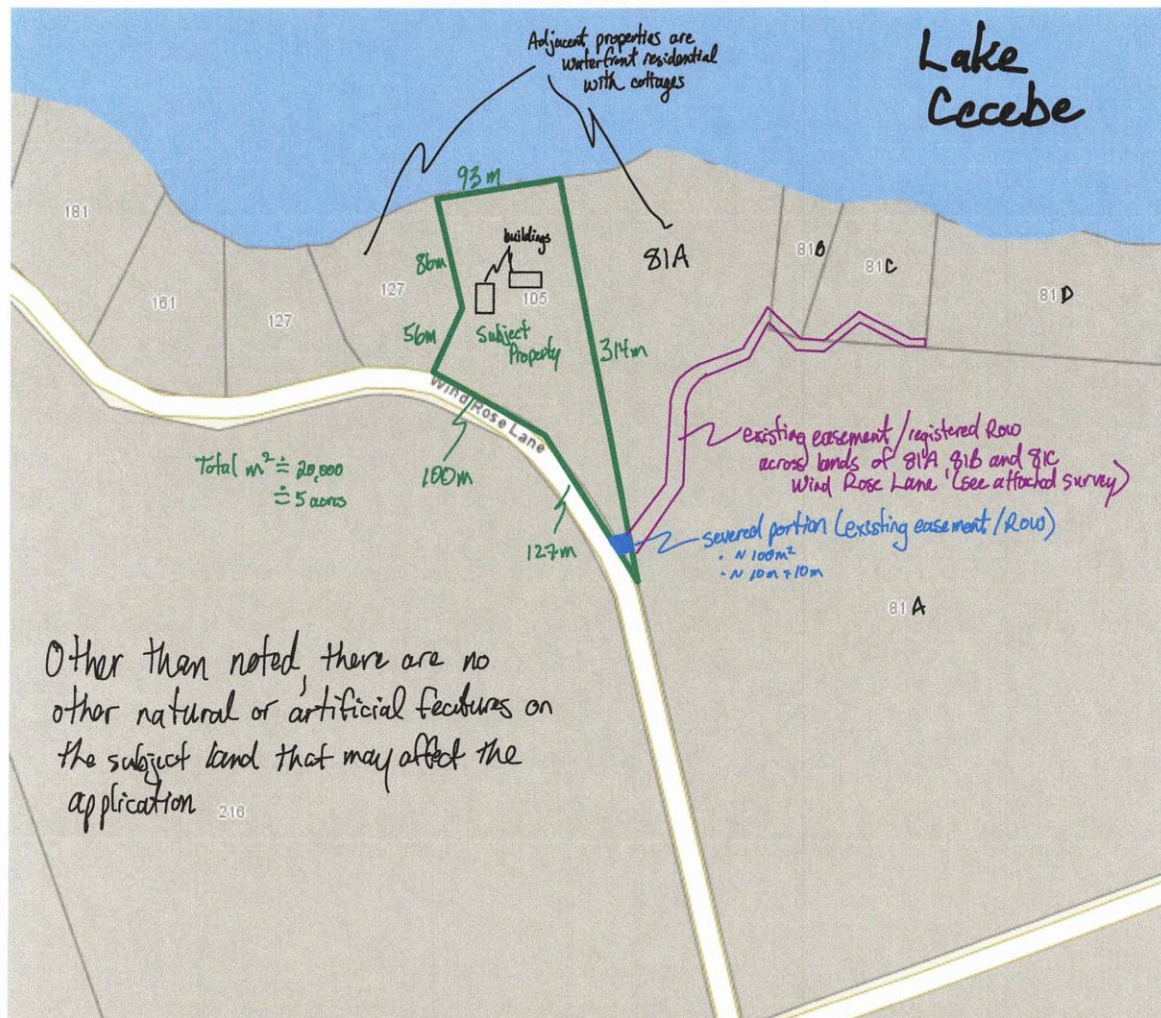 Adjacent properties are
waterfront residential
with cottages
Lake
Cecebe
93 m
181
86m
buildings
127
105
81A
81B
81C
81D
161
127
56m
Subject
Property
314m
Wind Rose Lane
existing easement/registered Row
across lands of 81A, 81B and 81C
Wind Rose Lane (see attached survey)
Total m² ≐ 20,000
≐ 5 acres
100m
127m
severed portion (existing easement/Row)
• ~ 100m²
• ~ 10m x 10m
81 A
Other than noted, there are no
other natural or artificial features on
the subject land that may affect the
application
216